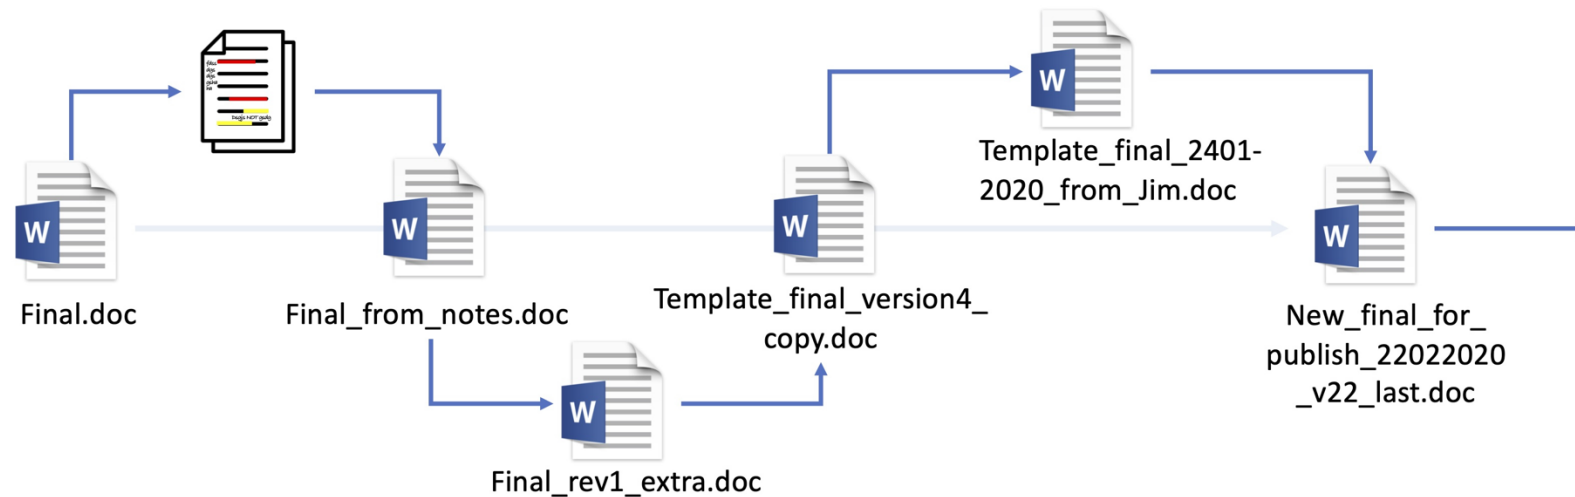 W
Template_final_2401-
2020_from_Jim.doc
W
W
W
W
Final.doc
Final_from_notes.doc
Template_final_version4_
copy.doc
New_final_for_
publish_22022020
_v22_last.doc
W
Final_rev1_extra.doc